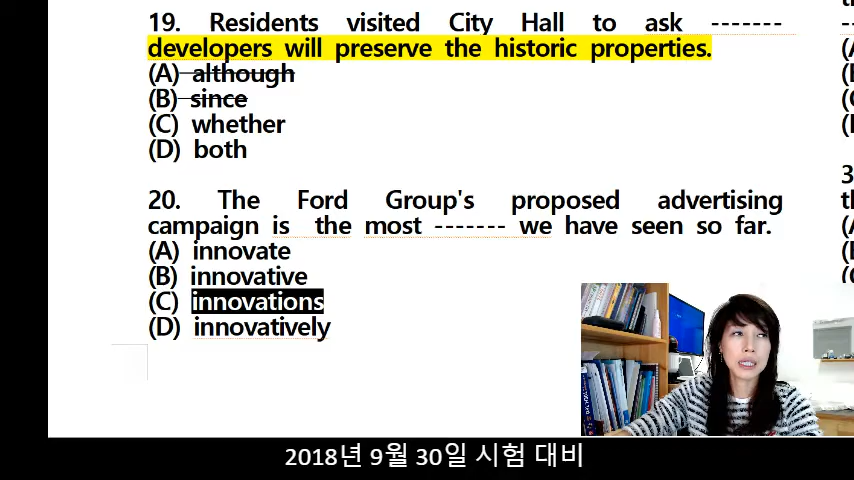 19. Residents visited City Hall to ask -------
developers will preserve the historic properties.
(A) although
(B) since
(C) whether
(D) both
20. The Ford Group's proposed advertising
campaign is the most ------- we have seen so far.
(A) innovate
(B) innovative
(C) innovations
(D) innovatively
2018년 9월 30일 시험 대비